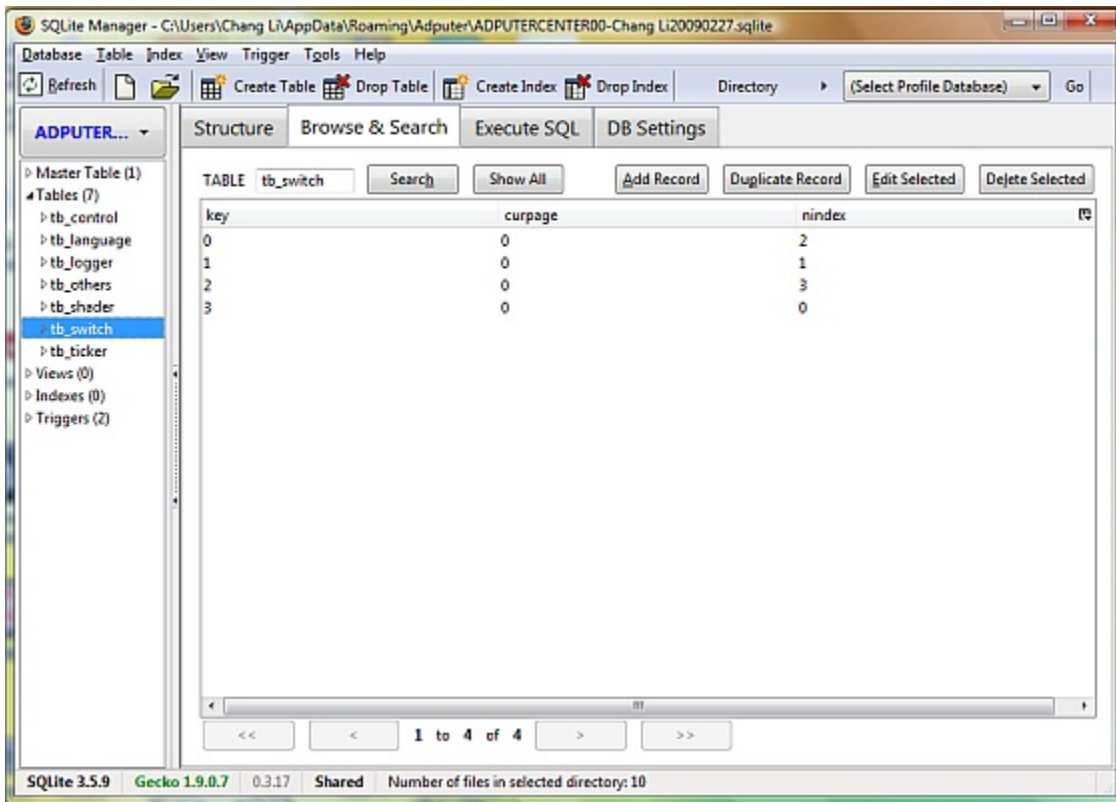 SQLite Manager - C:\Users\Chang Li\AppData\Roaming\Adputer\ADPUTERCENTER00-Chang Li20090227.sqlite
Database Table Index View Trigger Tools Help
Refresh Create Table Drop Table Create Index Drop Index Directory (Select Profile Database) Go
ADPUTER... Structure Browse & Search Execute SQL DB Settings
Master Table (1)
Tables (7)
tb_control
tb_language
tb_logger
tb_others
tb_shader
tb_switch
tb_ticker
Views (0)
Indexes (0)
Triggers (2)
TABLE tb_switch Search Show All Add Record Duplicate Record Edit Selected Delete Selected
key curpage nindex
0 0 2
1 0 1
2 0 3
3 0 0
<< < 1 to 4 of 4 > >>
SQLite 3.5.9 Gecko 1.9.0.7 0.3.17 Shared Number of files in selected directory: 10